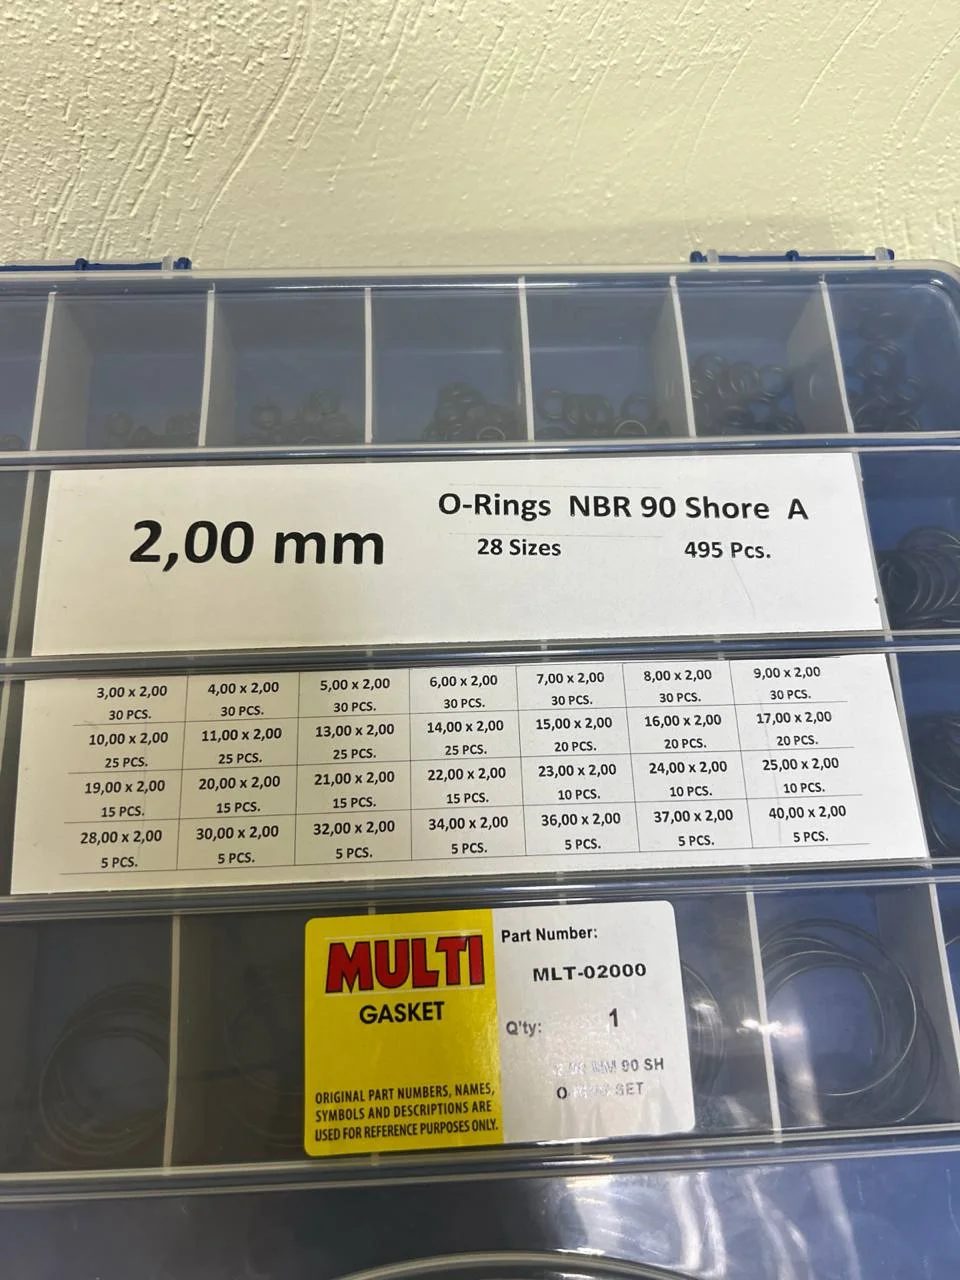 2,00 mm
O-Rings NBR 90 Shore A
28 Sizes 495 Pcs.
3,00 x 2,00 4,00 x 2,00 5,00 x 2,00 6,00 x 2,00 7,00 x 2,00 8,00 x 2,00 9,00 x 2,00
30 PCS. 30 PCS. 30 PCS. 30 PCS. 30 PCS. 30 PCS. 30 PCS.
10,00 x 2,00 11,00 x 2,00 13,00 x 2,00 14,00 x 2,00 15,00 x 2,00 16,00 x 2,00 17,00 x 2,00
25 PCS. 25 PCS. 25 PCS. 25 PCS. 20 PCS. 20 PCS. 20 PCS.
19,00 x 2,00 20,00 x 2,00 21,00 x 2,00 22,00 x 2,00 23,00 x 2,00 24,00 x 2,00 25,00 x 2,00
15 PCS. 15 PCS. 15 PCS. 15 PCS. 10 PCS. 10 PCS. 10 PCS.
28,00 x 2,00 30,00 x 2,00 32,00 x 2,00 34,00 x 2,00 36,00 x 2,00 37,00 x 2,00 40,00 x 2,00
5 PCS. 5 PCS. 5 PCS. 5 PCS. 5 PCS. 5 PCS. 5 PCS.
MULTI
GASKET
ORIGINAL PART NUMBERS, NAMES,
SYMBOLS AND DESCRIPTIONS ARE
USED FOR REFERENCE PURPOSES ONLY.
Part Number:
MLT-02000
Q'ty: 1
MM 90 SH
SET